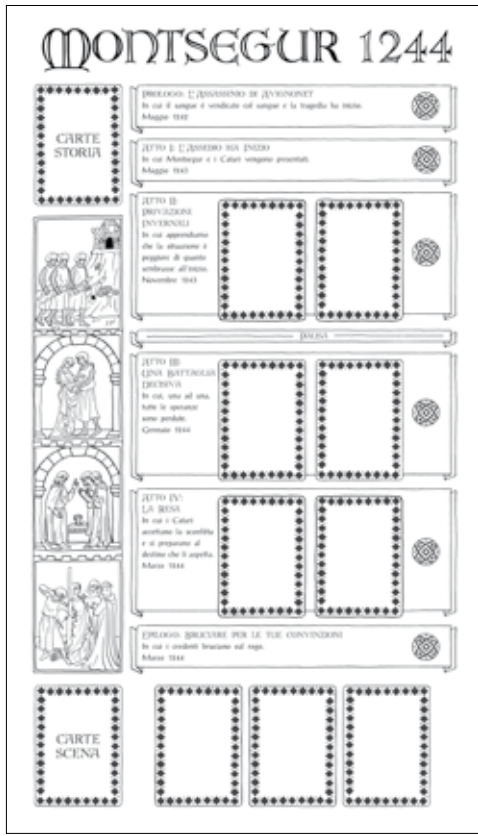 MONTSEGUR 1244
CARTE
STORIA
PROLOGO: L'ASSASSINIO DI AVIGNONET
In cui il sangue è vendicato col sangue e la tragedia ha inizio.
Maggio 1242
ATTO I: L'ASSEDIO HA INIZIO
In cui Montsegur e i Catari vengono presentati.
Maggio 1243
ATTO II:
PRIVAZIONI
INVERNALI
In cui apprendiamo
che la situazione è
peggiore di quanto
sembrasse all'inizio.
Novembre 1243
PAUSA
ATTO III:
UNA BATTAGLIA
DECISIVA
In cui, una ad una,
tutte le speranze
sono perdute.
Gennaio 1244
ATTO IV:
LA RESA
In cui i Catari
accettano la sconfitta
e si preparano al
destino che li aspetta.
Marzo 1244
EPILOGO: BRUCIARE PER LE TUE CONVINZIONI
In cui i credenti bruciano sul rogo.
Marzo 1244
CARTE
SCENA